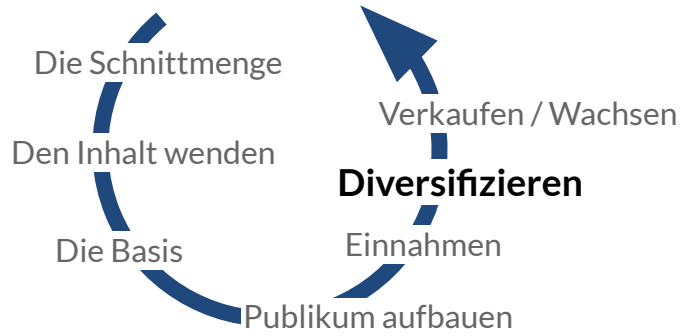 Die Schnittmenge
Den Inhalt wenden
Die Basis
Publikum aufbauen
Einnahmen
Diversifizieren
Verkaufen / Wachsen